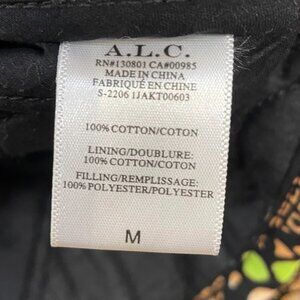 A.L.C.
RN#130801 CA#00985
MADE IN CHINA
FABRIQUÉ EN CHINE
S-2206 1JAKT00603
100% COTTON/COTON
LINING/DOUBLURE:
100% COTTON/COTON
FILLING/REMPLISSAGE:
100% POLYESTER/POLYESTER
M